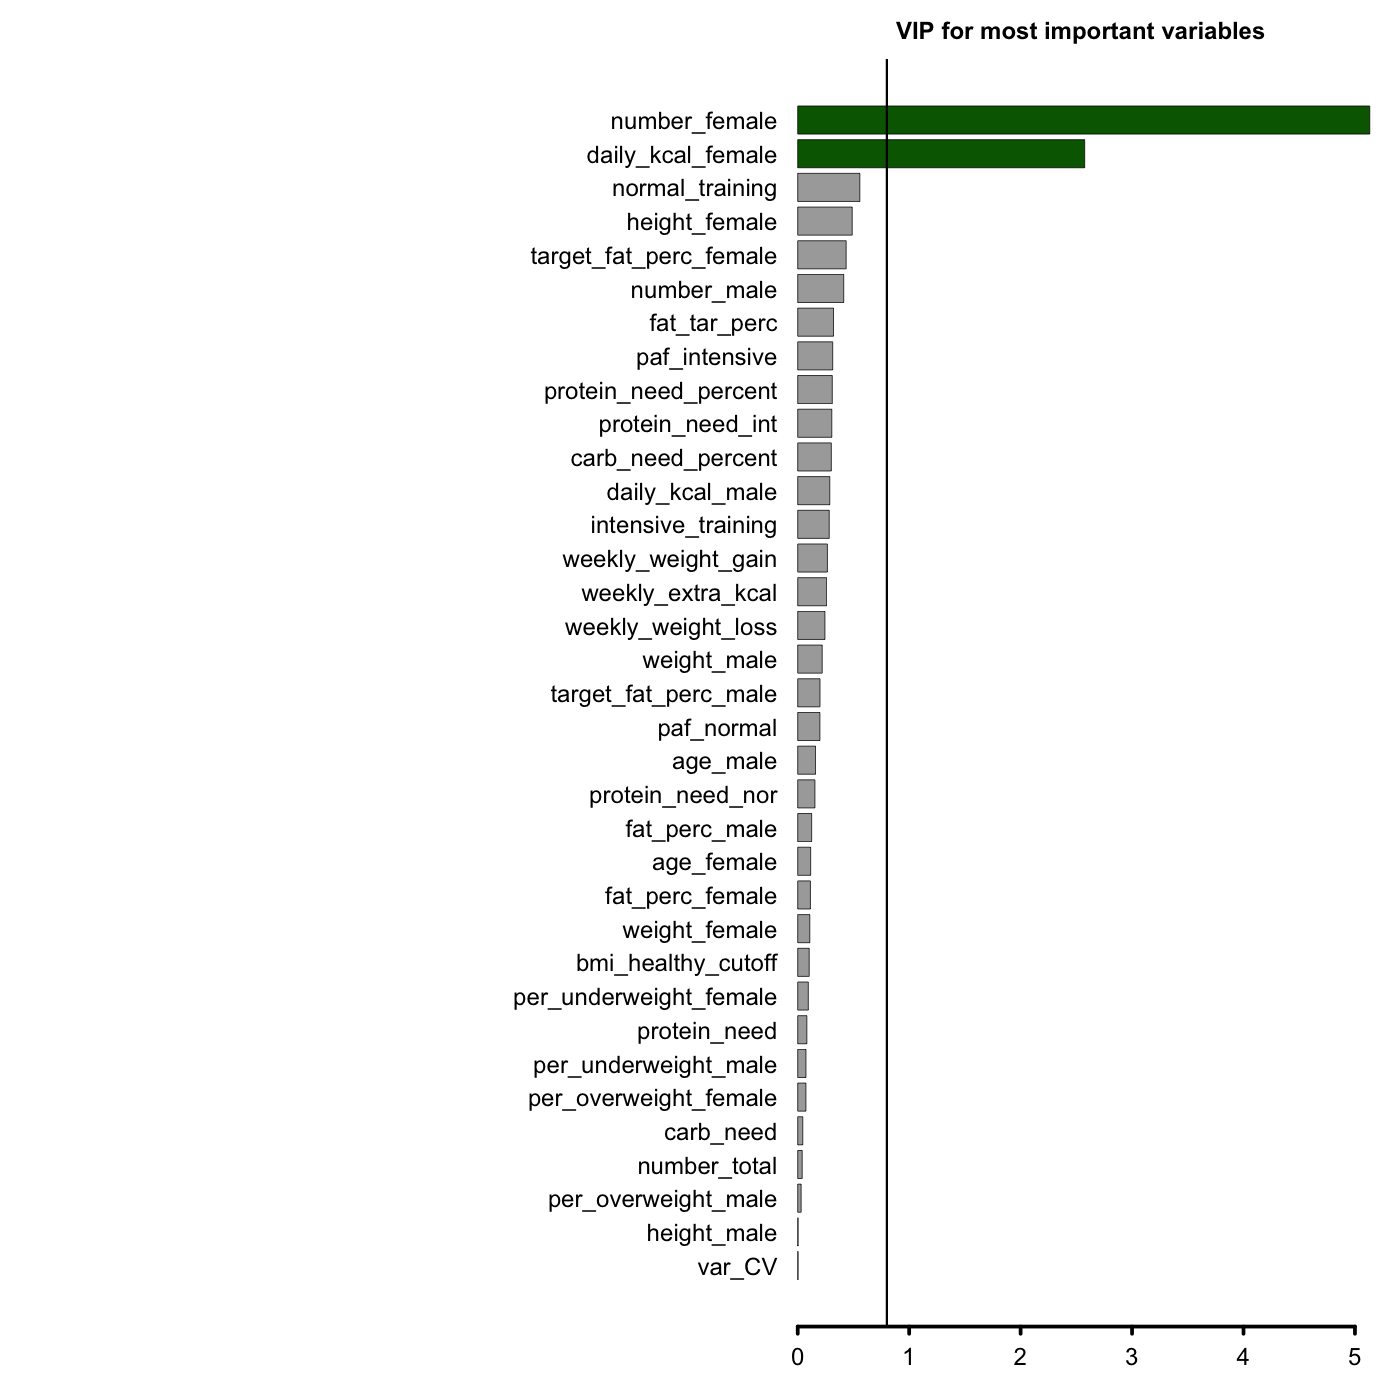 VIP for most important variables
number_female
daily_kcal_female
normal_training
height_female
target_fat_perc_female
number_male
fat_tar_perc
paf_intensive
protein_need_percent
protein_need_int
carb_need_percent
daily_kcal_male
intensive_training
weekly_weight_gain
weekly_extra_kcal
weekly_weight_loss
weight_male
target_fat_perc_male
paf_normal
age_male
protein_need_nor
fat_perc_male
age_female
fat_perc_female
weight_female
bmi_healthy_cutoff
per_underweight_female
protein_need
per_underweight_male
per_overweight_female
carb_need
number_total
per_overweight_male
height_male
var_CV
0 1 2 3 4 5